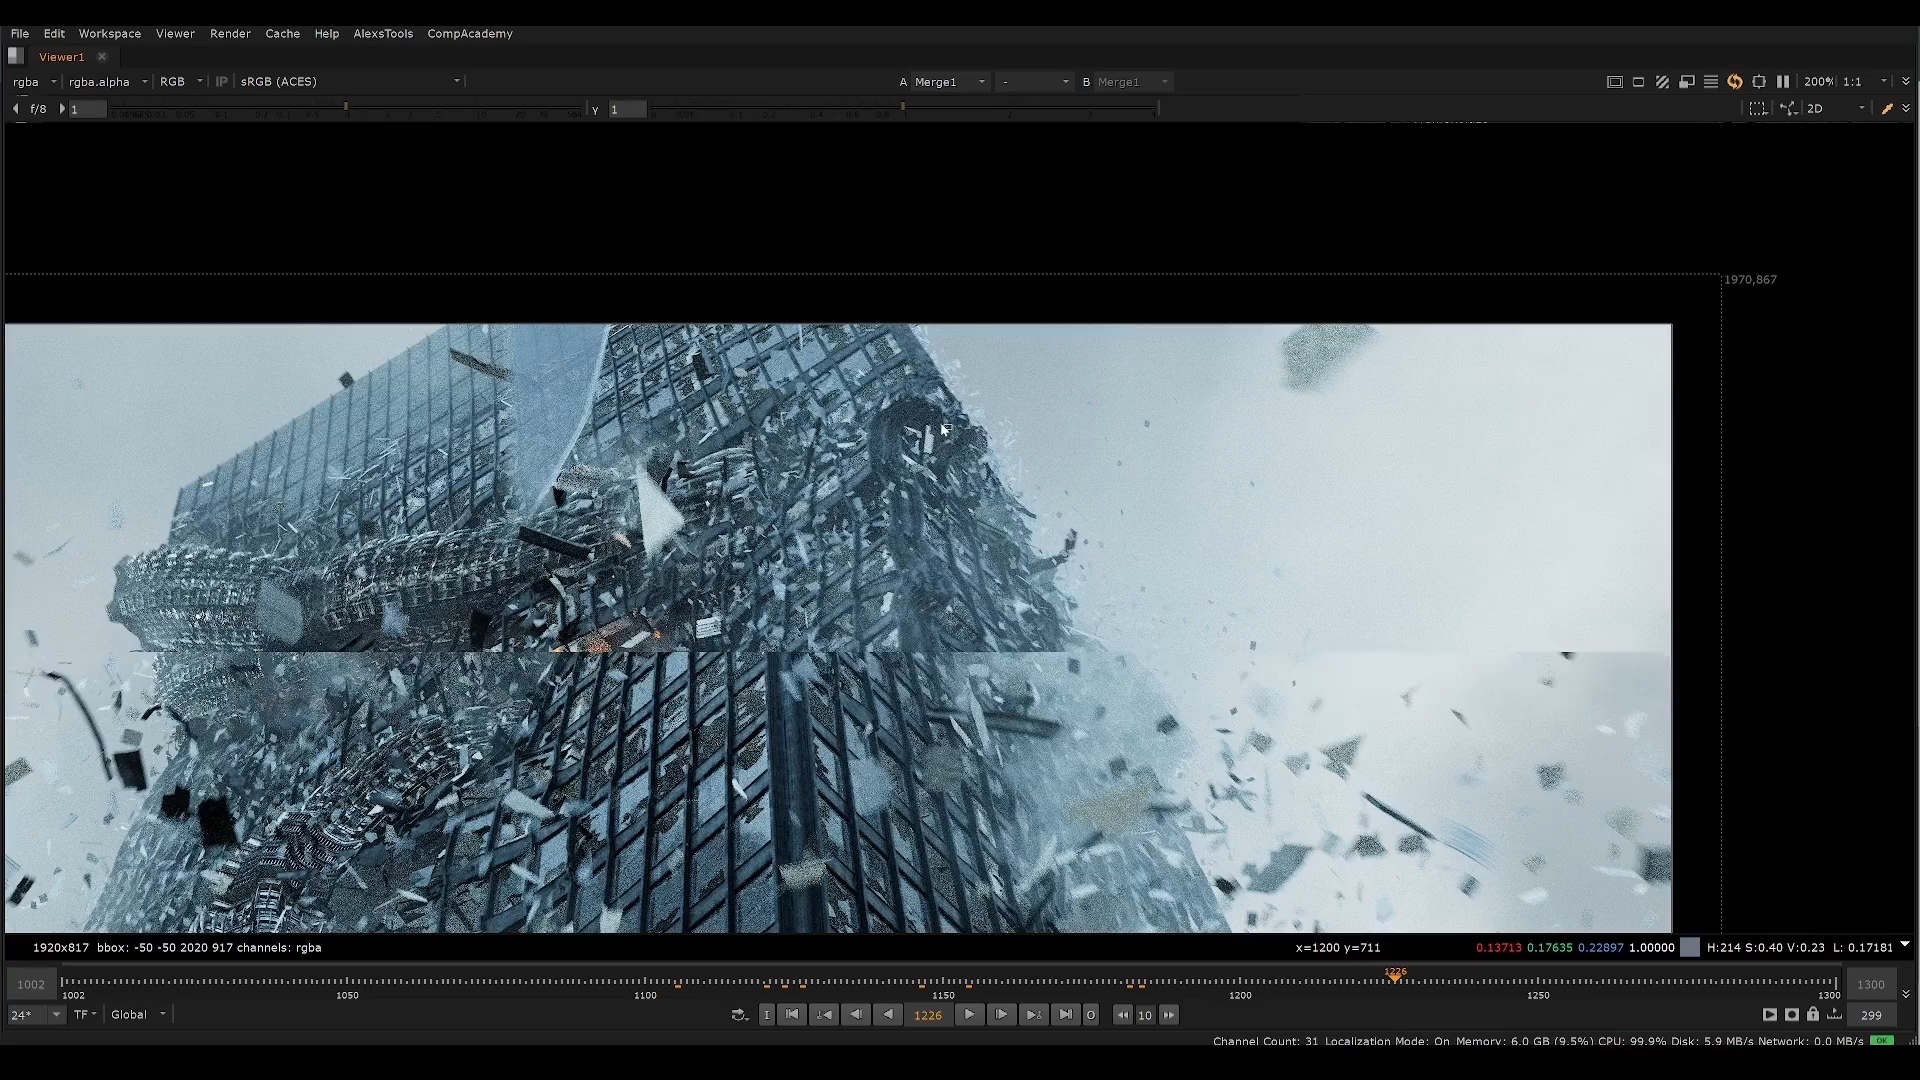 File Edit Workspace Viewer Render Cache Help AlexsTools CompAcademy
Viewer1
rgba rgba.alpha RGB IP sRGB (ACES) A Merge1 - B Merge1 200% 1:1
f/8 1 Y 1 2D
1970,867
1920x817 bbox: -50 -50 2020 917 channels: rgba x=1200 y=711 0.13713 0.17635 0.22897 1.00000 H:214 S:0.40 V:0.23 L: 0.17181
1226
1002 1300
1002 1050 1100 1150 1200 1250 1300
24* TF Global I 1226 O 10 299
Channel Count: 31 Localization Mode: On Memory: 6.0 GB (9.5%) CPU: 99.9% Disk: 5.9 MB/s Network: 0.0 MB/s OK